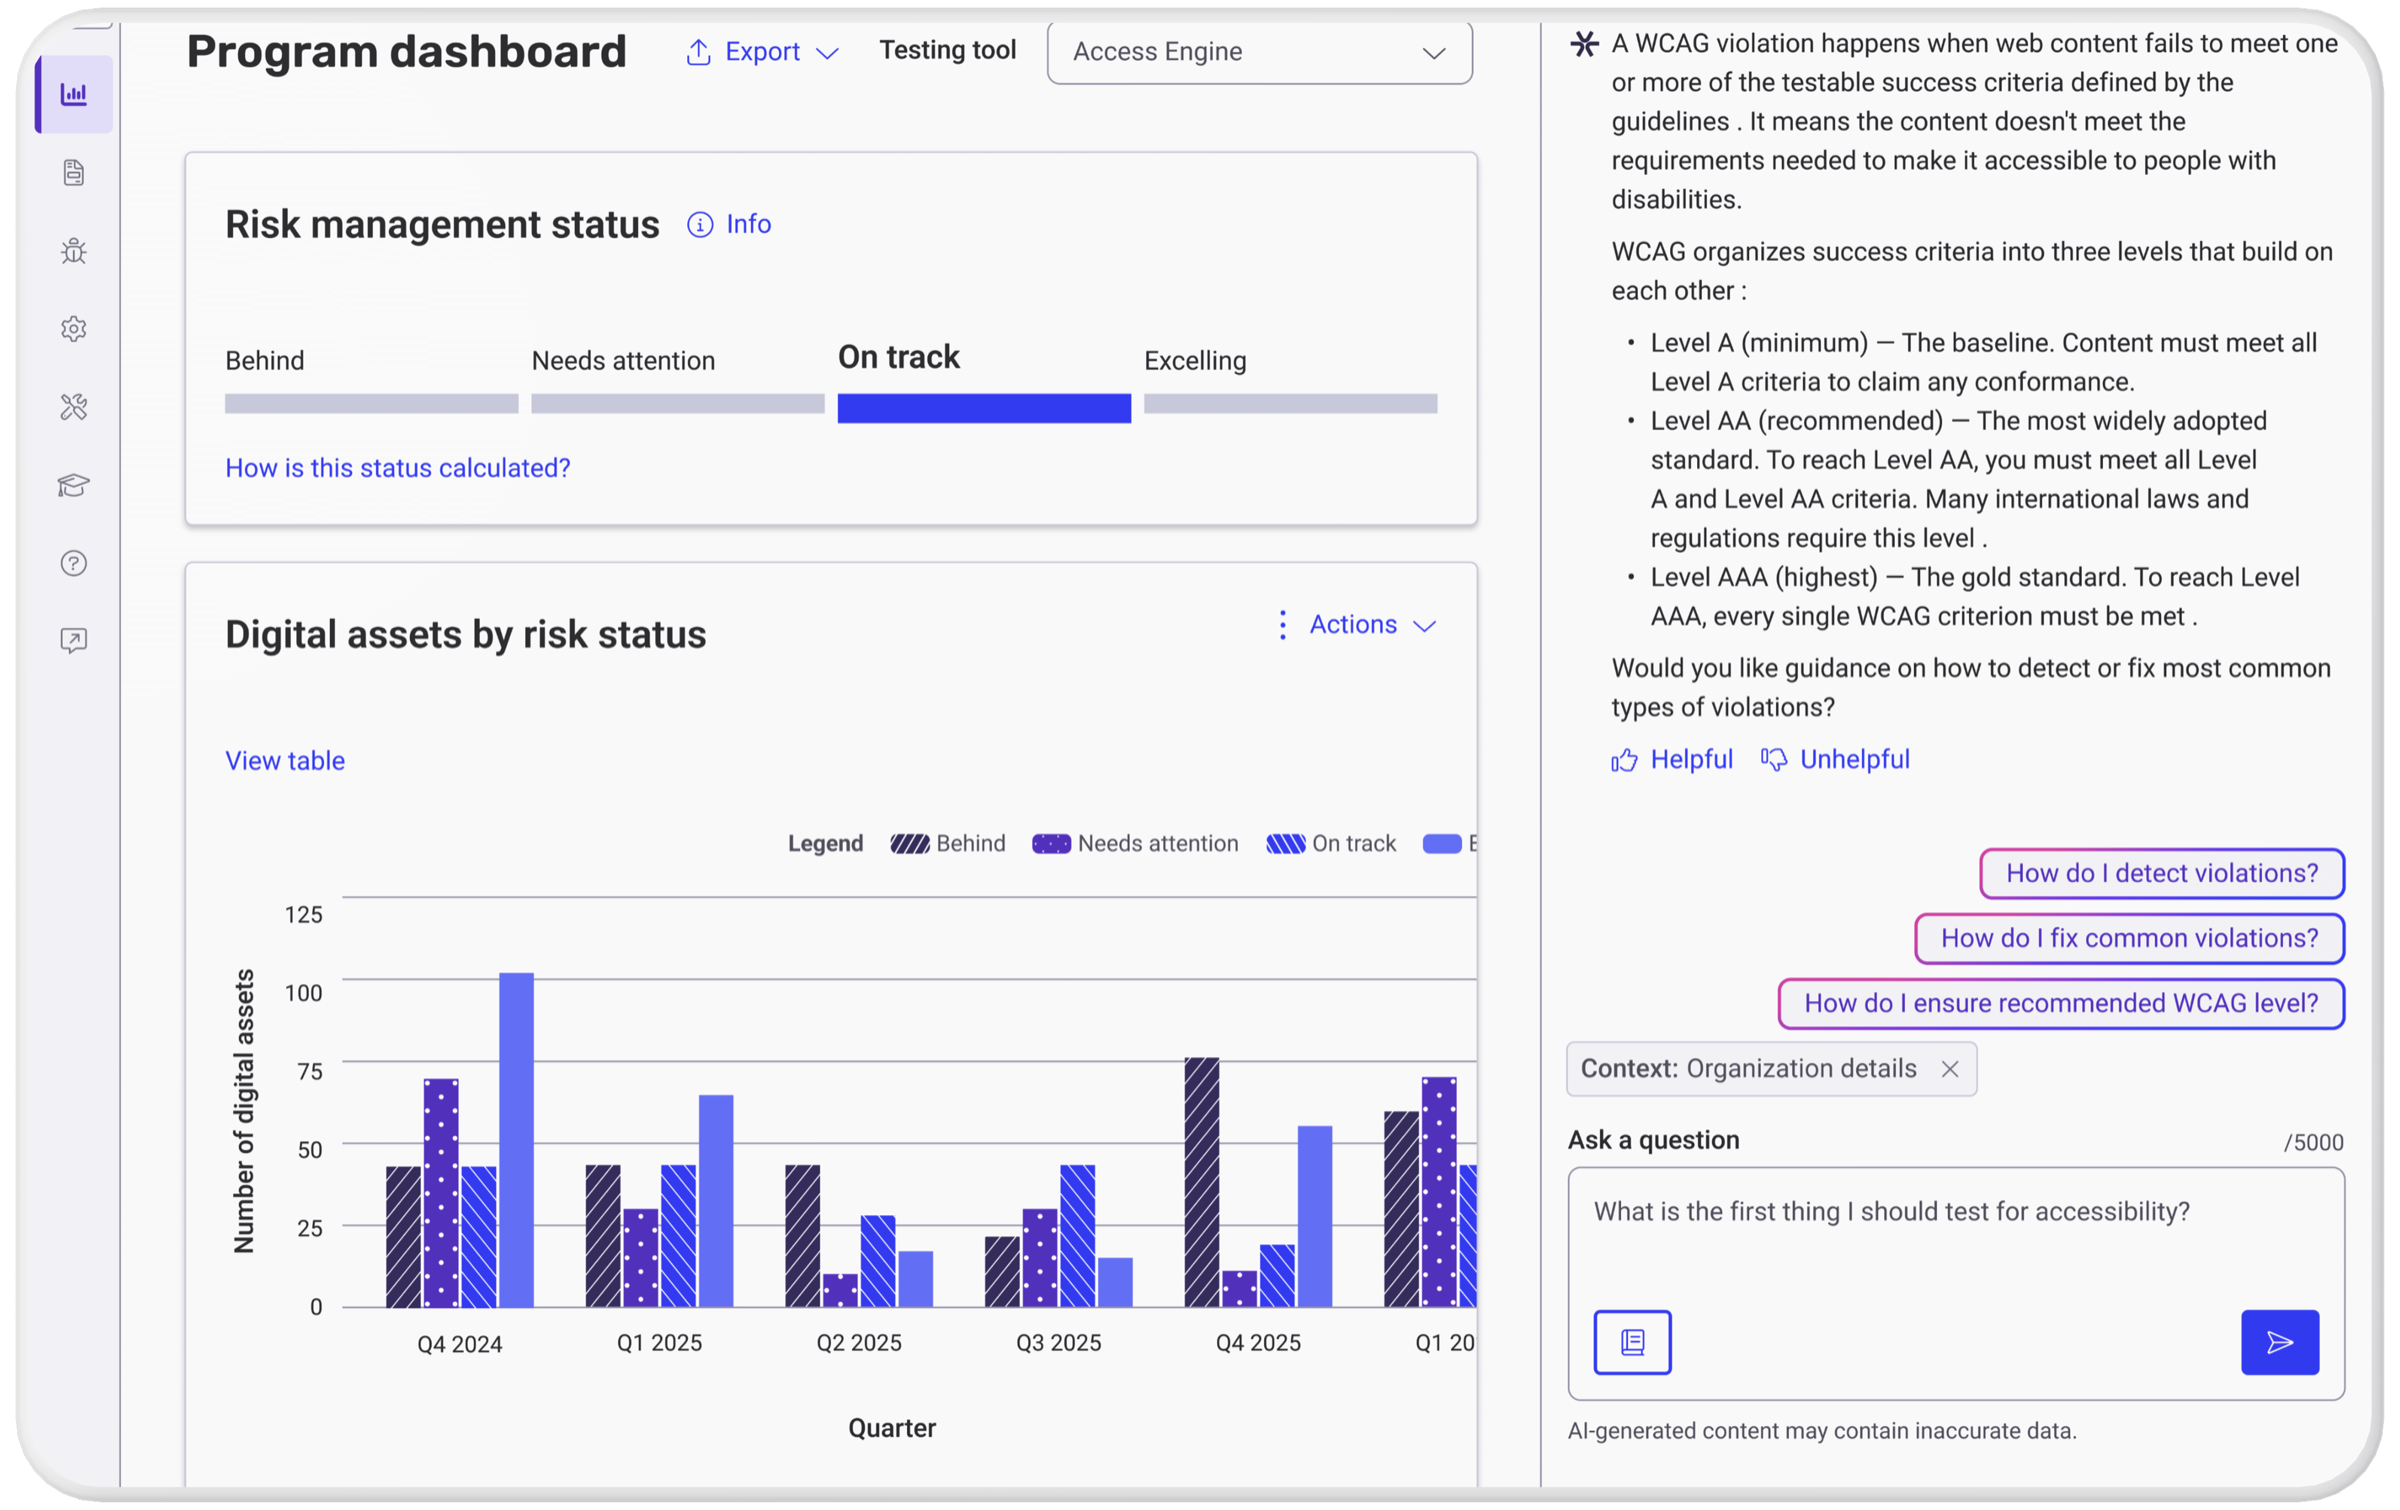 Program dashboard
Export
Testing tool
Access Engine
Risk management status
Info
Behind
Needs attention
On track
Excelling
How is this status calculated?
Digital assets by risk status
Actions
View table
Legend
Behind
Needs attention
On track
125
100
75
50
25
0
Number of digital assets
Q4 2024
Q1 2025
Q2 2025
Q3 2025
Q4 2025
Q1 20
Quarter
A WCAG violation happens when web content fails to meet one
or more of the testable success criteria defined by the
guidelines . It means the content doesn't meet the
requirements needed to make it accessible to people with
disabilities.
WCAG organizes success criteria into three levels that build on
each other :
• Level A (minimum) — The baseline. Content must meet all
Level A criteria to claim any conformance.
• Level AA (recommended) — The most widely adopted
standard. To reach Level AA, you must meet all Level
A and Level AA criteria. Many international laws and
regulations require this level .
• Level AAA (highest) — The gold standard. To reach Level
AAA, every single WCAG criterion must be met .
Would you like guidance on how to detect or fix most common
types of violations?
Helpful
Unhelpful
How do I detect violations?
How do I fix common violations?
How do I ensure recommended WCAG level?
Context: Organization details
Ask a question
/5000
What is the first thing I should test for accessibility?
AI-generated content may contain inaccurate data.